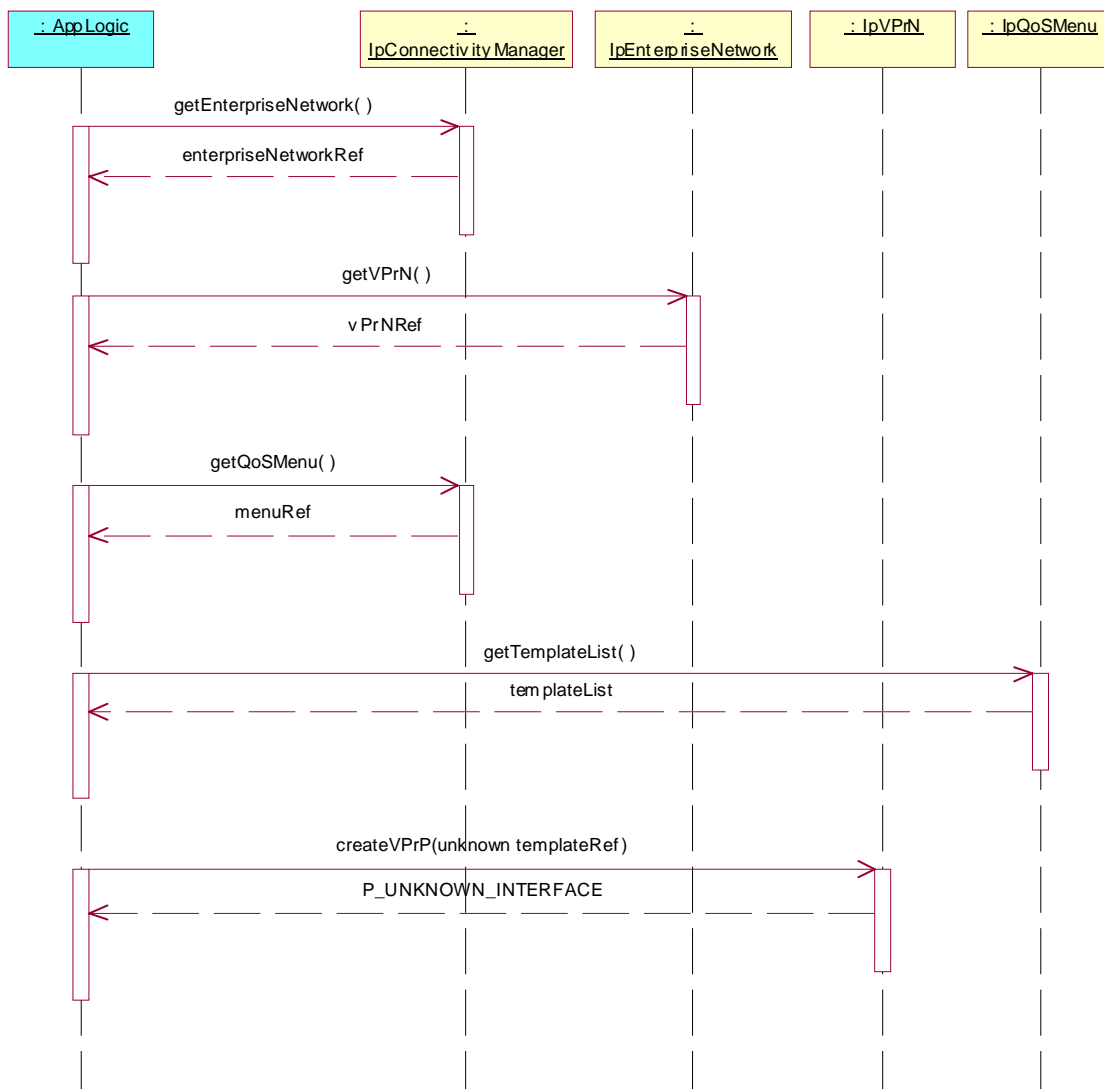 : AppLogic
:
IpConnectivityManager
:
IpEnterpriseNetwork
: IpVPrN
: IpQoSMenu
getEnterpriseNetwork( )
enterpriseNetworkRef
getVPrN( )
vPrNRef
getQoSMenu( )
menuRef
getTemplateList( )
templateList
createVPrP(unknown templateRef)
P_UNKNOWN_INTERFACE